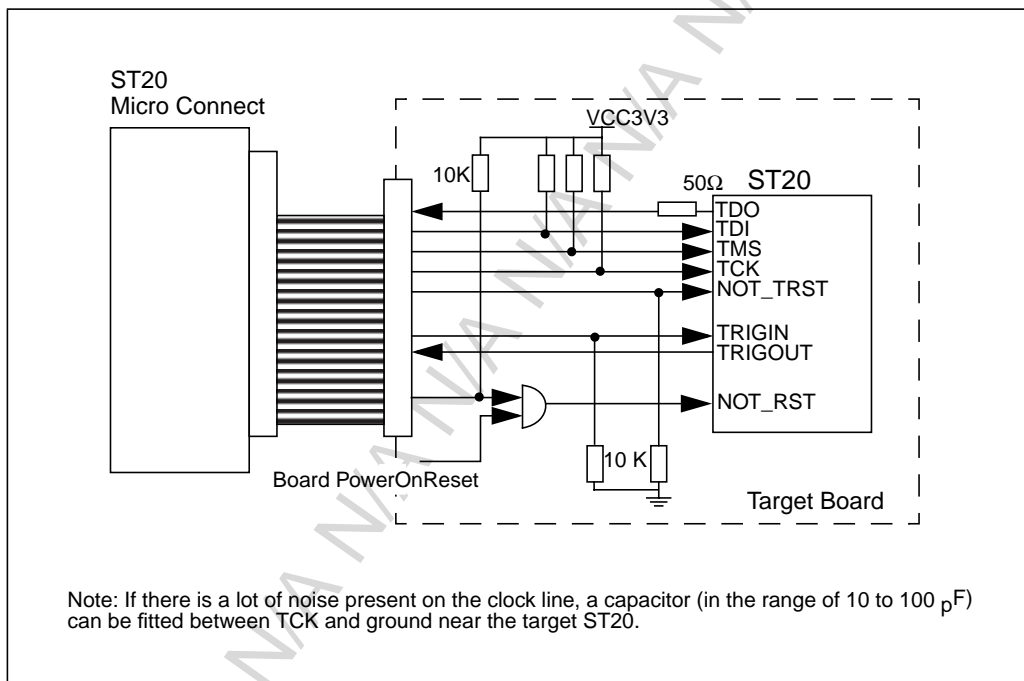 ST20
Micro Connect
VCC3V3
10K
50Ω
ST20
TDO
TDI
TMS
TCK
NOT_TRST
TRIGIN
TRIGOUT
NOT_RST
10 K
Board PowerOnReset
Target Board
Note: If there is a lot of noise present on the clock line, a capacitor (in the range of 10 to 100 pF)
can be fitted between TCK and ground near the target ST20.
N/A N/A N/A N/A N/A N/A